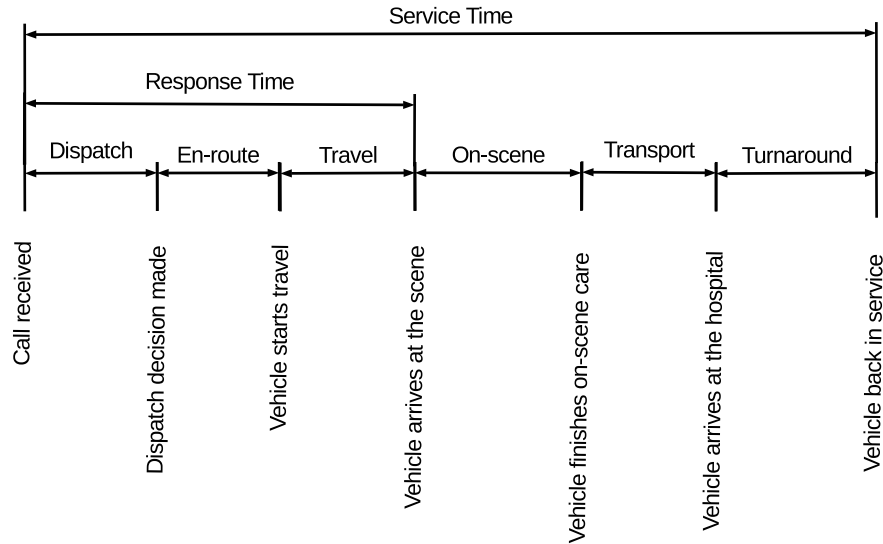 Service Time
Response Time
Dispatch
En-route
Travel
On-scene
Transport
Turnaround
Call received
Dispatch decision made
Vehicle starts travel
Vehicle arrives at the scene
Vehicle finishes on-scene care
Vehicle arrives at the hospital
Vehicle back in service